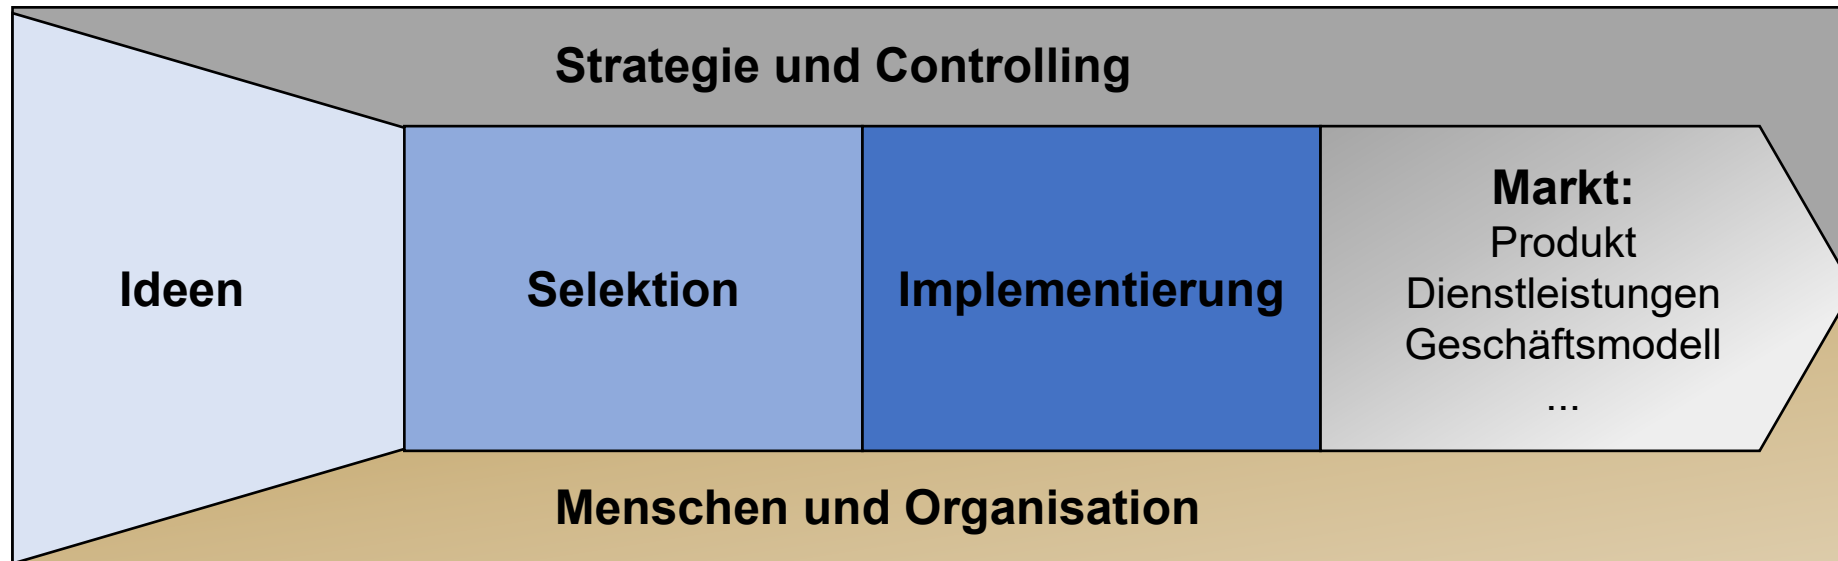 Strategie und Controlling
Ideen
Selektion
Implementierung
Markt:
Produkt
Dienstleistungen
Geschäftsmodell
...
Menschen und Organisation